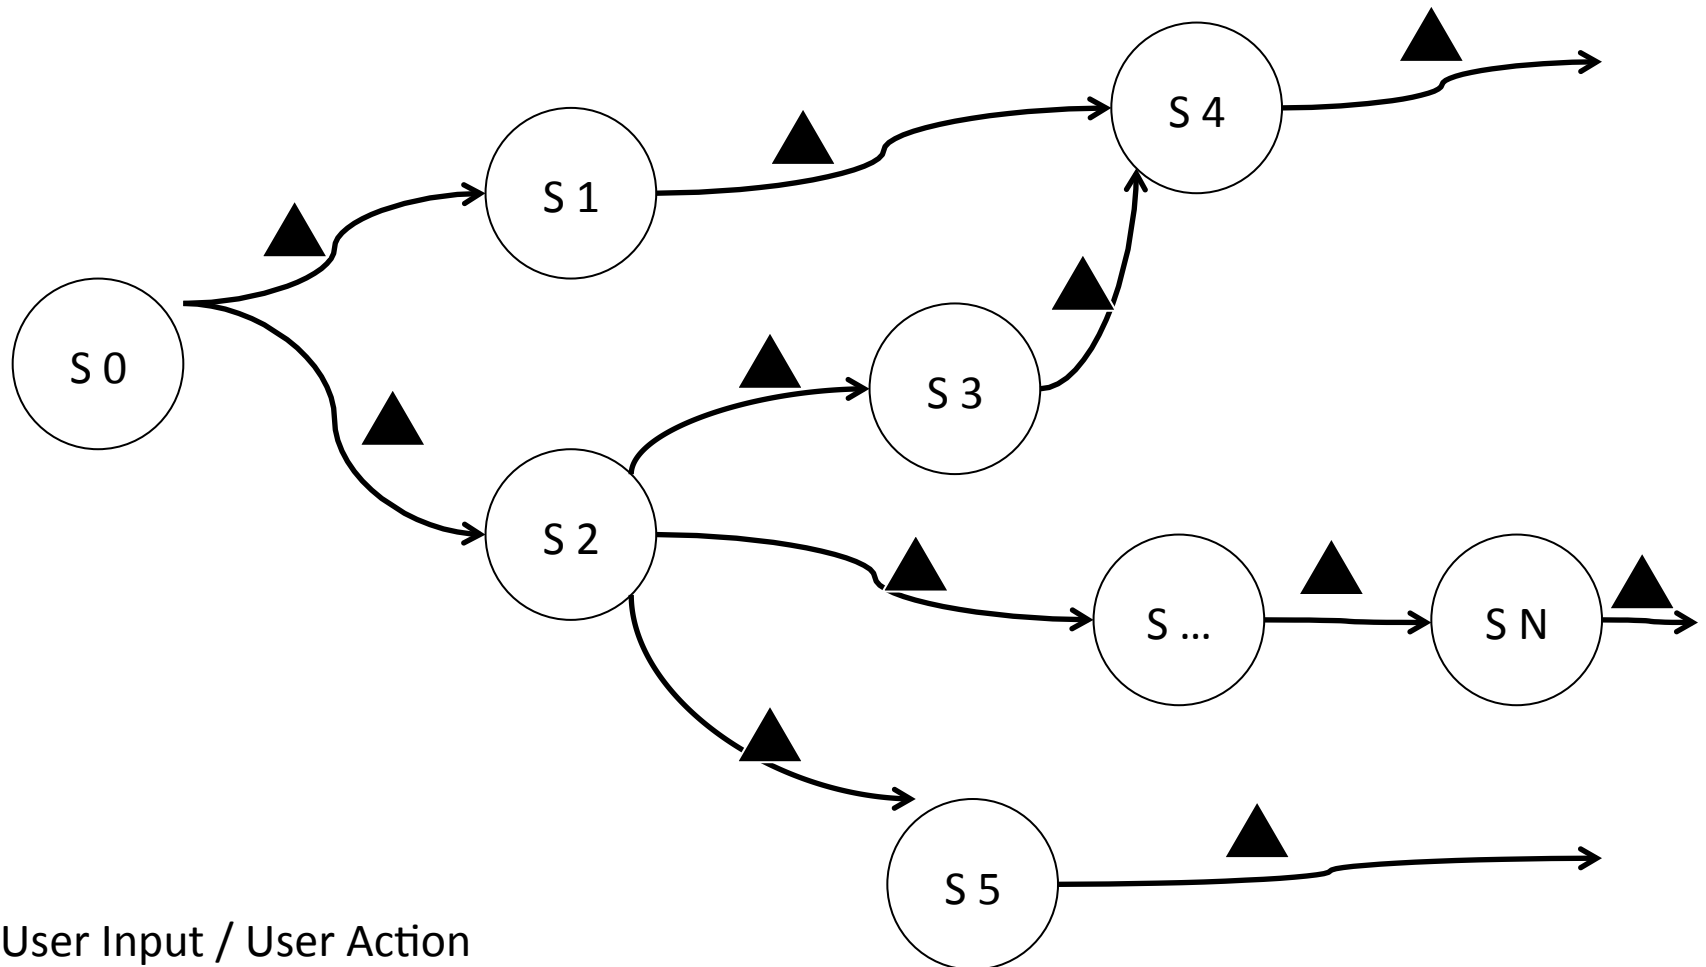 S 4
S 1
S 0
S 3
S 2
S ...
S N
S 5
User Input / User Action